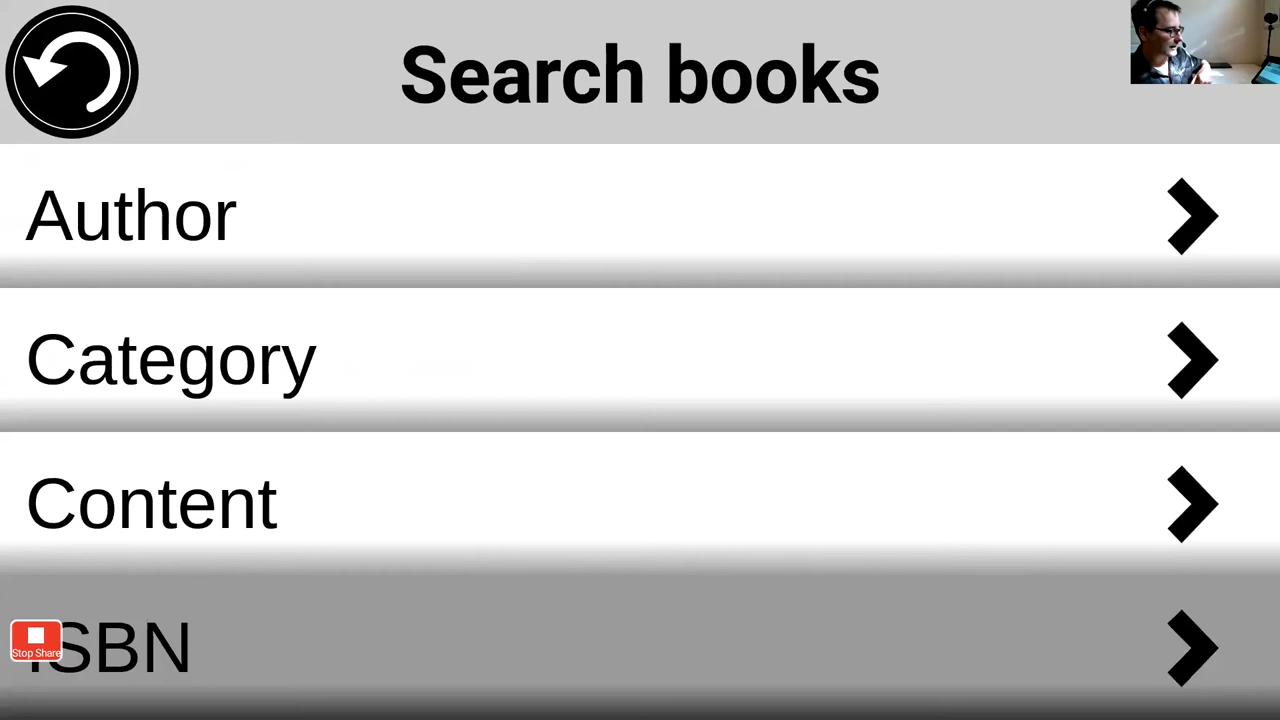 Search books
Author
Category
Content
ISBN
Stop Share